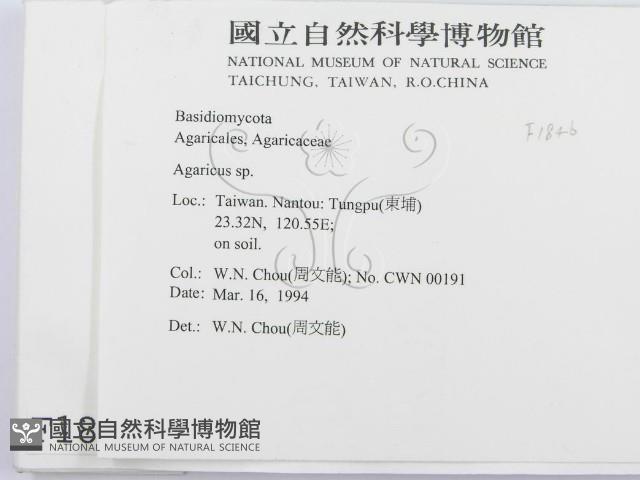 國立自然科學博物館
NATIONAL MUSEUM OF NATURAL SCIENCE
TAICHUNG, TAIWAN, R.O.CHINA
Basidiomycota
Agaricales, Agaricaceae
Agaricus sp.
Loc.: Taiwan. Nantou: Tungpu(東埔)
23.32N, 120.55E;
on soil.
Col.: W.N. Chou(周文能); No. CWN 00191
Date: Mar. 16, 1994
Det.: W.N. Chou(周文能)
國立自然科學博物館
NATIONAL MUSEUM OF NATURAL SCIENCE